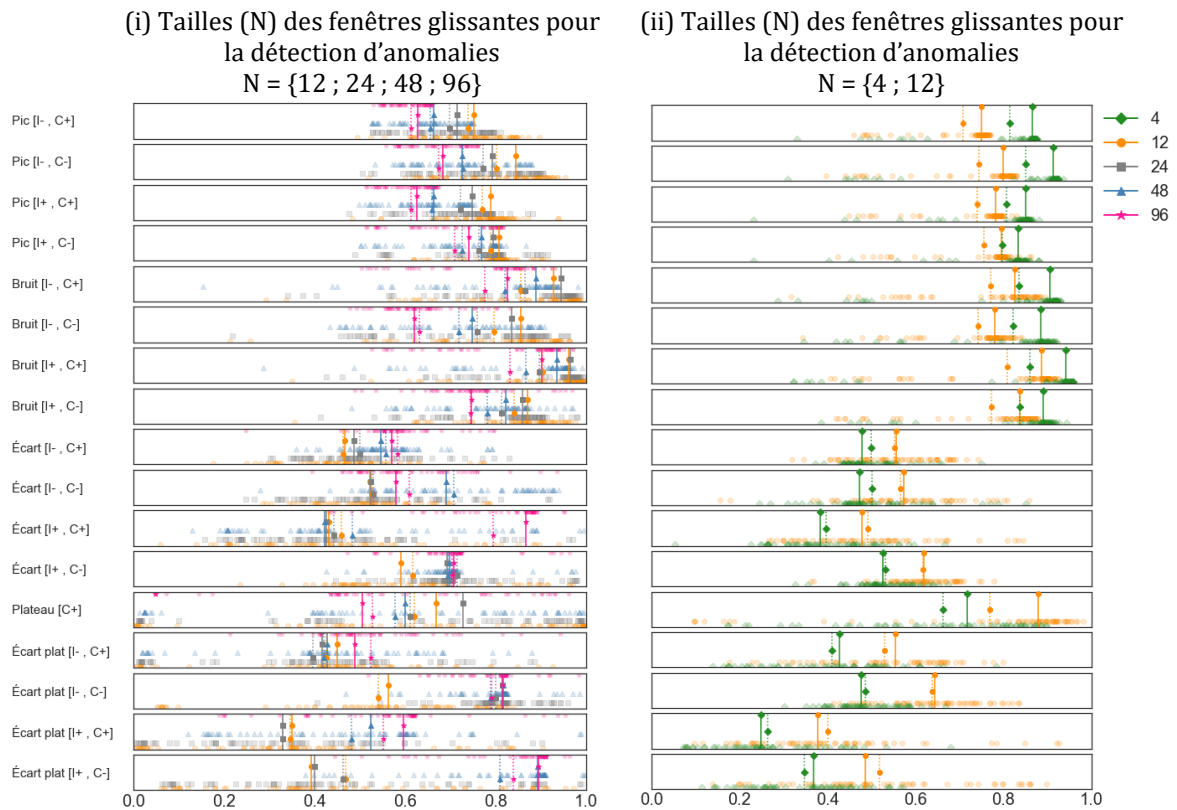 (i) Tailles (N) des fenêtres glissantes pour
la détection d’anomalies
N = {12 ; 24 ; 48 ; 96}
(ii) Tailles (N) des fenêtres glissantes pour
la détection d’anomalies
N = {4 ; 12}
Pic [I- , C+]
Pic [I- , C-]
Pic [I+ , C+]
Pic [I+ , C-]
Bruit [I- , C+]
Bruit [I- , C-]
Bruit [I+ , C+]
Bruit [I+ , C-]
Écart [I- , C+]
Écart [I- , C-]
Écart [I+ , C+]
Écart [I+ , C-]
Plateau [C+]
Écart plat [I- , C+]
Écart plat [I- , C-]
Écart plat [I+ , C+]
Écart plat [I+ , C-]
0.0 0.2 0.4 0.6 0.8 1.0
0.0 0.2 0.4 0.6 0.8 1.0
4
12
24
48
96